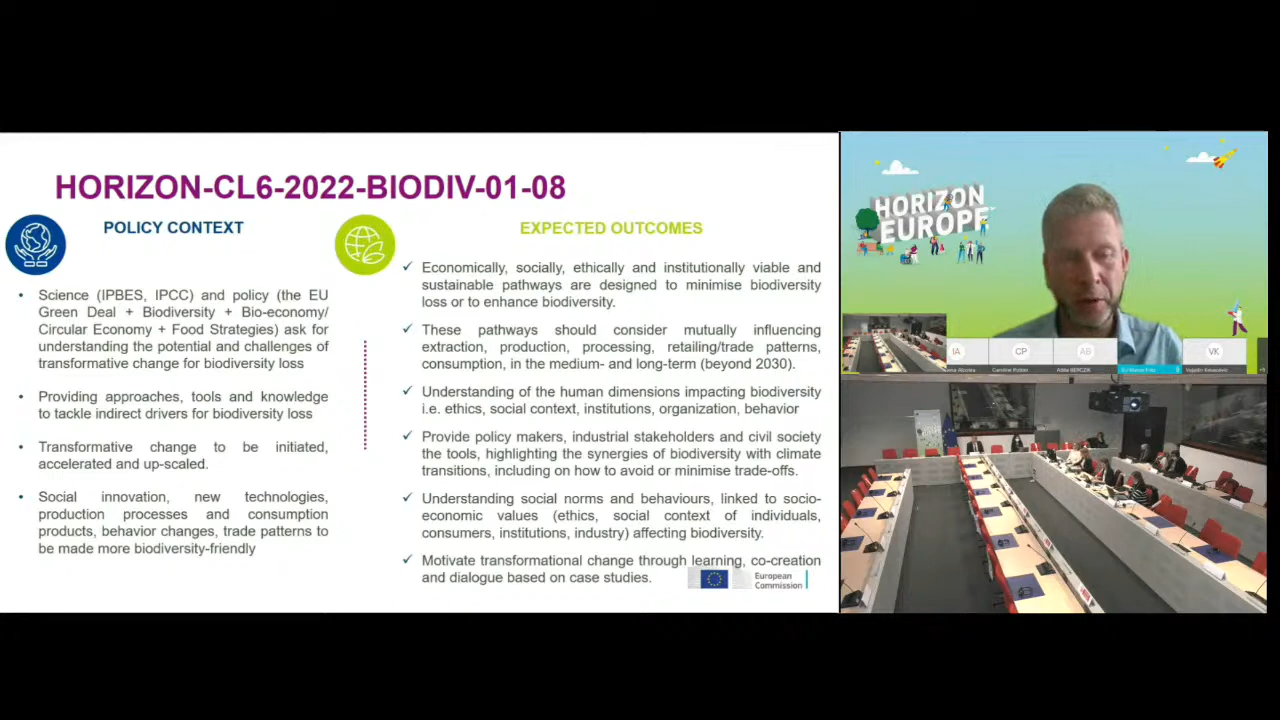 HORIZON-CL6-2022-BIODIV-01-08
POLICY CONTEXT
• Science (IPBES, IPCC) and policy (the EU
Green Deal + Biodiversity + Bio-economy/
Circular Economy + Food Strategies) ask for
understanding the potential and challenges of
transformative change for biodiversity loss
• Providing approaches, tools and knowledge
to tackle indirect drivers for biodiversity loss
• Transformative change to be initiated,
accelerated and up-scaled.
• Social innovation, new technologies,
production processes and consumption
products, behavior changes, trade patterns to
be made more biodiversity-friendly
EXPECTED OUTCOMES
✓ Economically, socially, ethically and institutionally viable and
sustainable pathways are designed to minimise biodiversity
loss or to enhance biodiversity.
✓ These pathways should consider mutually influencing
extraction, production, processing, retailing/trade patterns,
consumption, in the medium- and long-term (beyond 2030).
✓ Understanding of the human dimensions impacting biodiversity
i.e. ethics, social context, institutions, organization, behavior
✓ Provide policy makers, industrial stakeholders and civil society
the tools, highlighting the synergies of biodiversity with climate
transitions, including on how to avoid or minimise trade-offs.
✓ Understanding social norms and behaviours, linked to socio-
economic values (ethics, social context of individuals,
consumers, institutions, industry) affecting biodiversity.
✓ Motivate transformational change through learning, co-creation
and dialogue based on case studies.
European
Commission
HORIZON
EUROPE
IA
CP
AB
VK